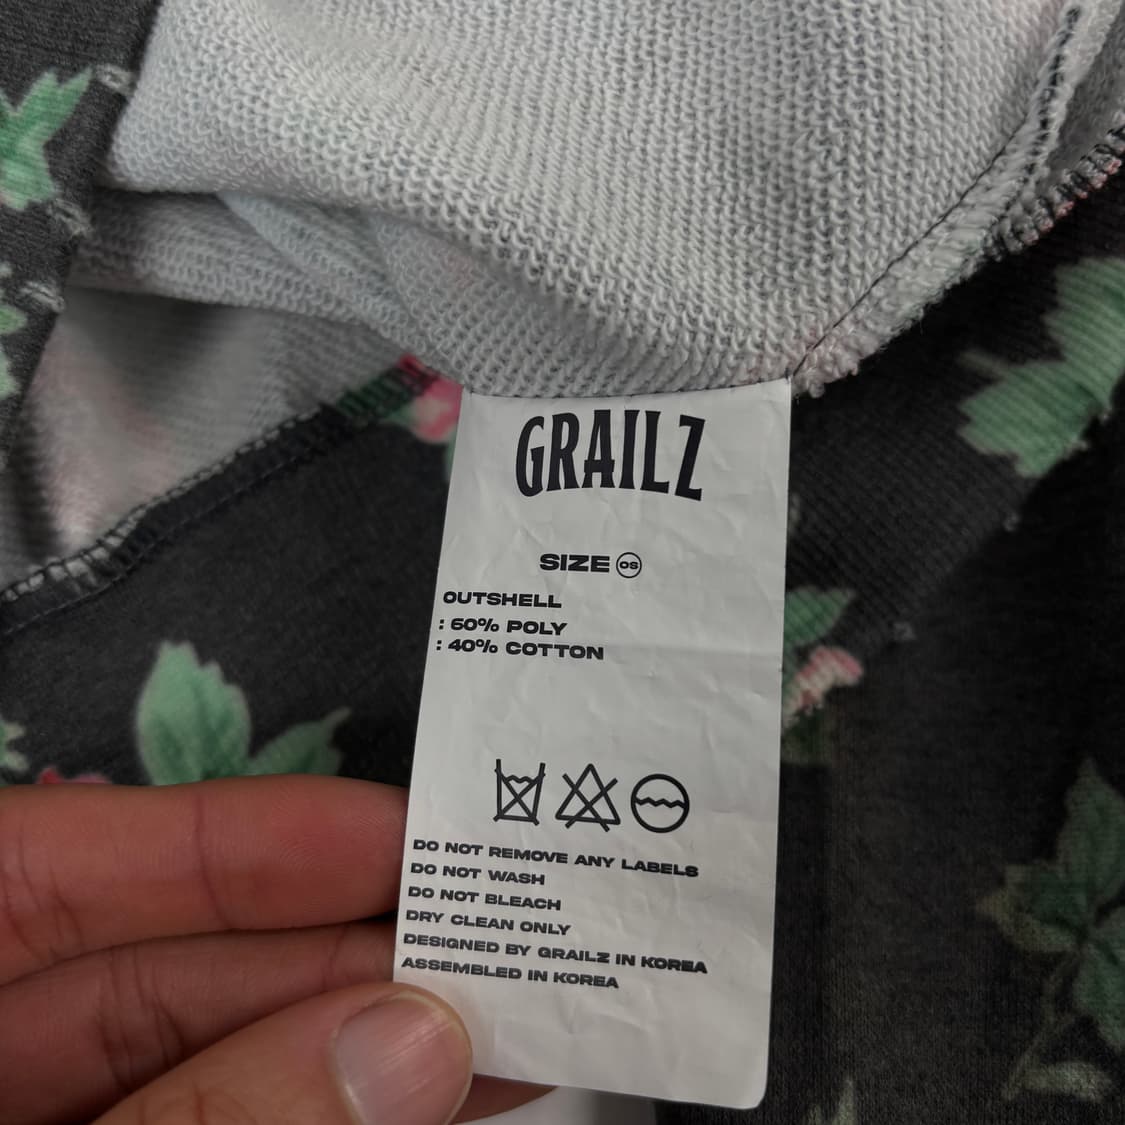 GRAILZ
SIZE OS
OUTSHELL
: 60% POLY
: 40% COTTON
DO NOT REMOVE ANY LABELS
DO NOT WASH
DO NOT BLEACH
DRY CLEAN ONLY
DESIGNED BY GRAILZ IN KOREA
ASSEMBLED IN KOREA